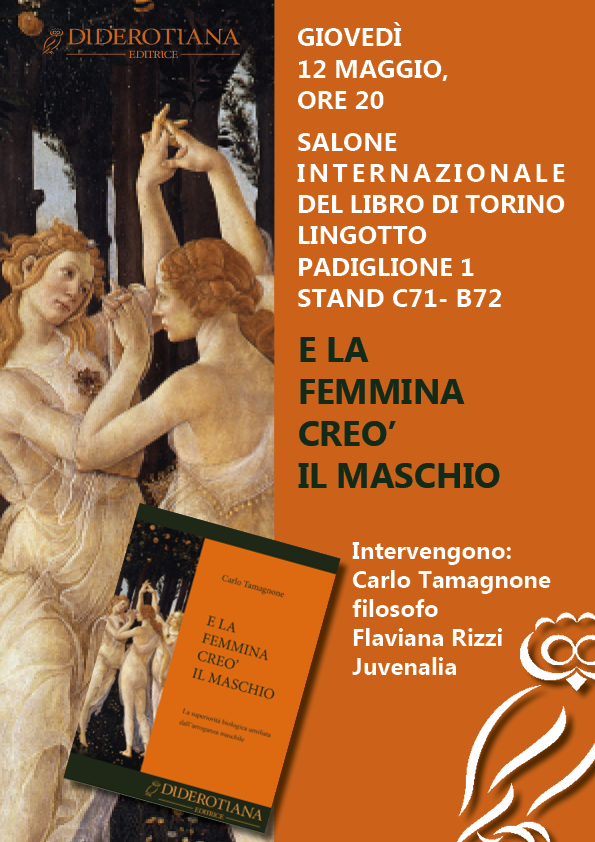 DIDEROTIANA
EDITRICE
GIOVEDÌ
12 MAGGIO,
ORE 20
SALONE
INTERNAZIONALE
DEL LIBRO DI TORINO
LINGOTTO
PADIGLIONE 1
STAND C71- B72
E LA
FEMMINA
CREO’
IL MASCHIO
Intervengono:
Carlo Tamagnone
filosofo
Flaviana Rizzi
Juvenalia
Carlo Tamagnone
E LA
FEMMINA
CREO’
IL MASCHIO
La superiorità biologica umiliata
dall'arroganza maschile
DIDEROTIANA
EDITRICE